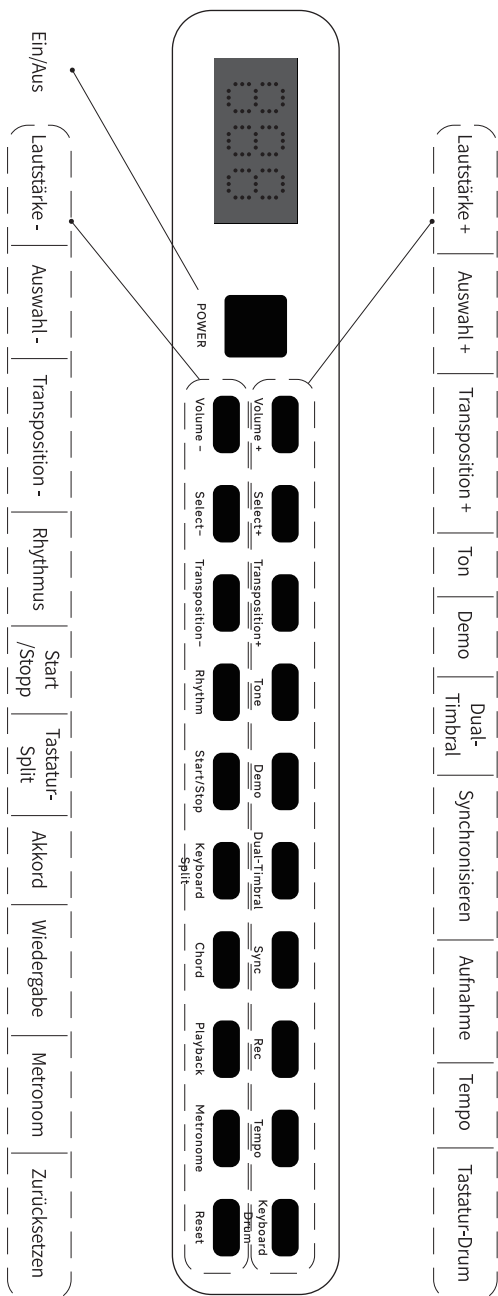 Lautstärke +
Auswahl +
Transposition +
Ton
Demo
Dual-
Timbral
Synchronisieren
Aufnahme
Tempo
Tastatur-Drum
888
POWER
Volume +
Select+
Transposition+
Tone
Demo
Dual-Timbral
Sync
Rec
Tempo
Keyboard
Drum
Volume -
Select-
Transposition-
Rhythm
Start/Stop
Keyboard
Split
Chord
Playback
Metronome
Reset
Ein/Aus
Lautstärke -
Auswahl -
Transposition -
Rhythmus
Start
/Stopp
Tastatur-
Split
Akkord
Wiedergabe
Metronom
Zurücksetzen